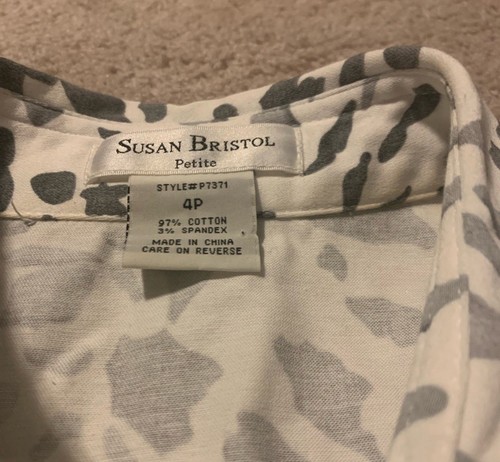 SUSAN BRISTOL
Petite
STYLE#P7371
4P
97% COTTON
3% SPANDEX
MADE IN CHINA
CARE ON REVERSE